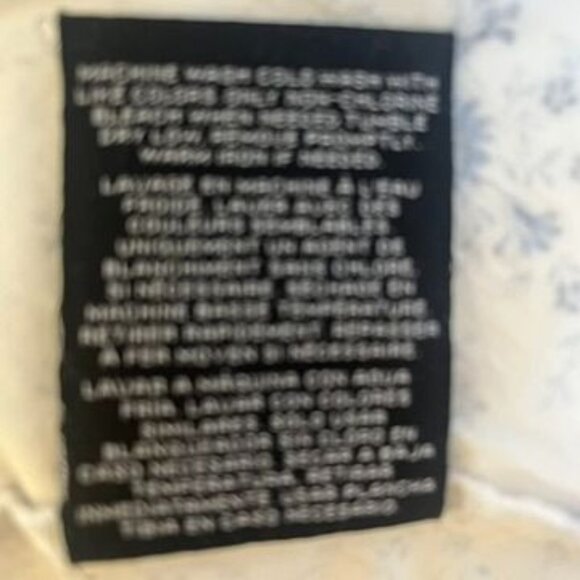 MACHINE WASH COLD WASH WITH
LIKE COLORS ONLY NON-CHLORINE
BLEACH WHEN NEEDED TUMBLE
DRY LOW, REMOVE PROMPTLY.
WARM IRON IF NEEDED.
LAVAGE EN MACHINE À L'EAU
FROIDE, LAVER AVEC DES
COULEURS SEMBLABLES
UNIQUEMENT UN AGENT DE
BLANCHIMENT SANS CHLORE,
SI NÉCESSAIRE. SÉCHAGE EN
MACHINE BASSE TEMPÉRATURE.
RETIRER RAPIDEMENT. REPASSER
À FER MOYEN SI NÉCESSAIRE.
LAVAR A MÁQUINA CON AGUA
FRÍA. LAVAR CON COLORES
SIMILARES. SOLO USAR
BLANQUEADOR SIN CLORO EN
CASO NECESARIO. SECAR A BAJA
TEMPERATURA. RETIRAR
INMEDIATAMENTE. USAR PLANCHA
TIBIA EN CASO NECESARIO.